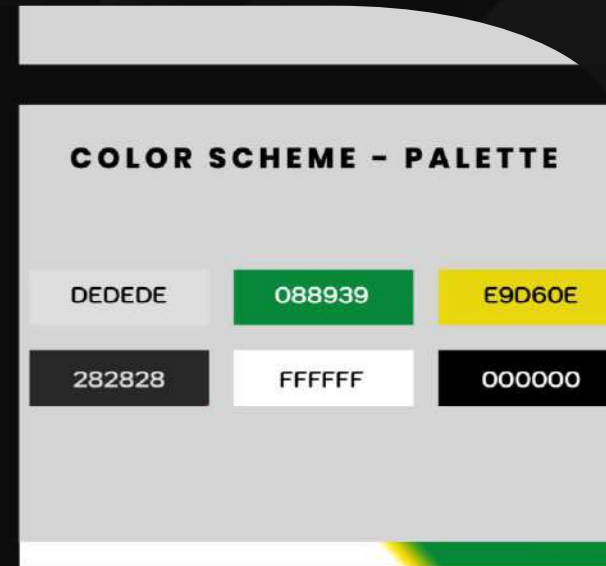 COLOR SCHEME - PALETTE
DEDEDE 088939 E9D60E
282828 FFFFFF 000000